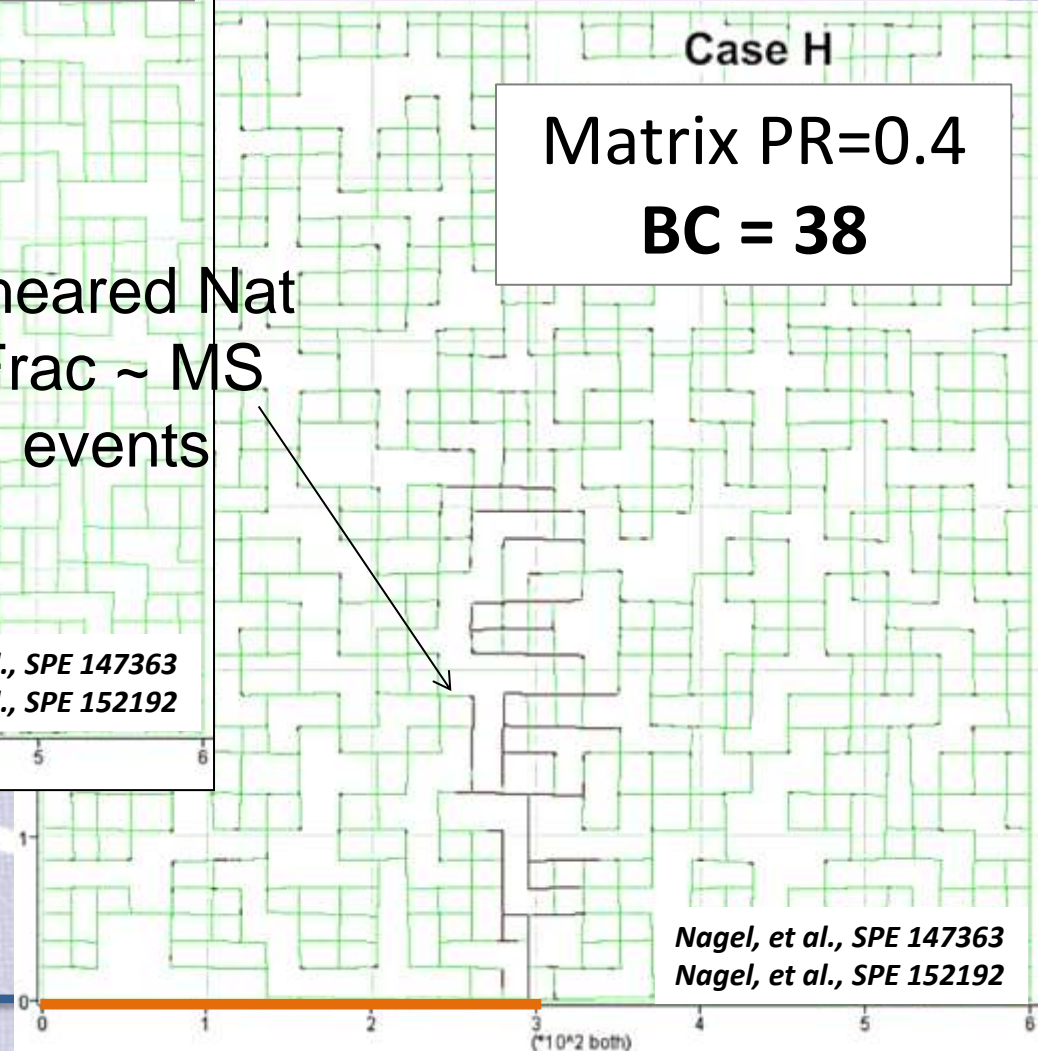 Case H
Matrix PR=0.4
BC = 38
Nat
~ MS
events
SPE 147363
SPE 152192
5 6
1
0
Nagel, et al., SPE 147363
Nagel, et al., SPE 152192
0 1 2 3 4 5 6
(*10^2 both)